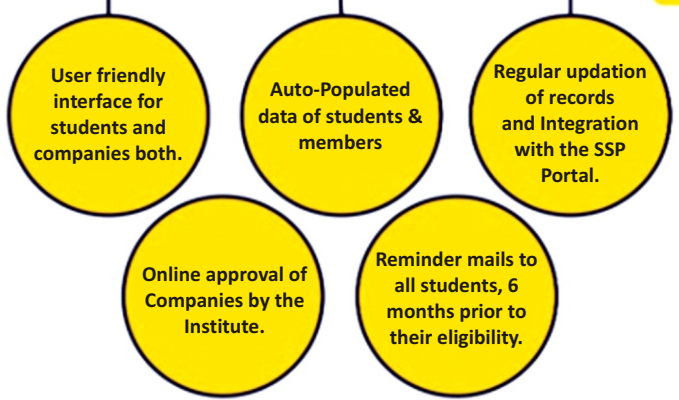 User friendly
interface for
students and
companies both.
Auto-Populated
data of students &
members
Regular updation
of records
and Integration
with the SSP
Portal.
Online approval of
Companies by the
Institute.
Reminder mails to
all students, 6
months prior to
their eligibility.